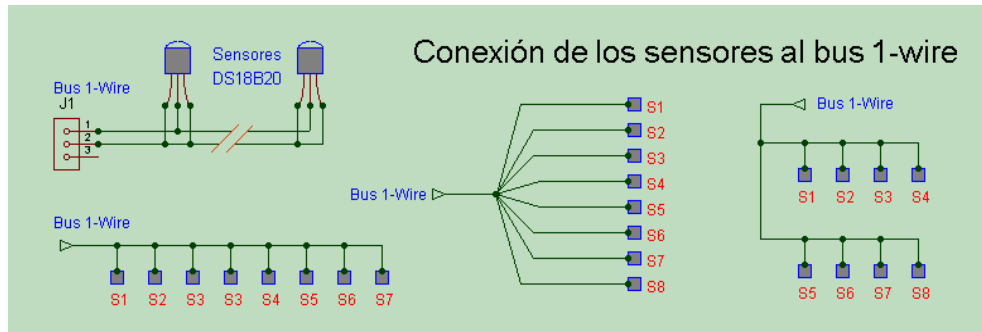 Conexión de los sensores al bus 1-wire
Sensores
DS18B20
Bus 1-Wire
J1
1
2
3
Bus 1-Wire
S1 S2 S3 S3 S4 S5 S6 S7
Bus 1-Wire
S1
S2
S3
S4
S5
S6
S7
S8
Bus 1-Wire
S1 S2 S3 S4
S5 S6 S7 S8